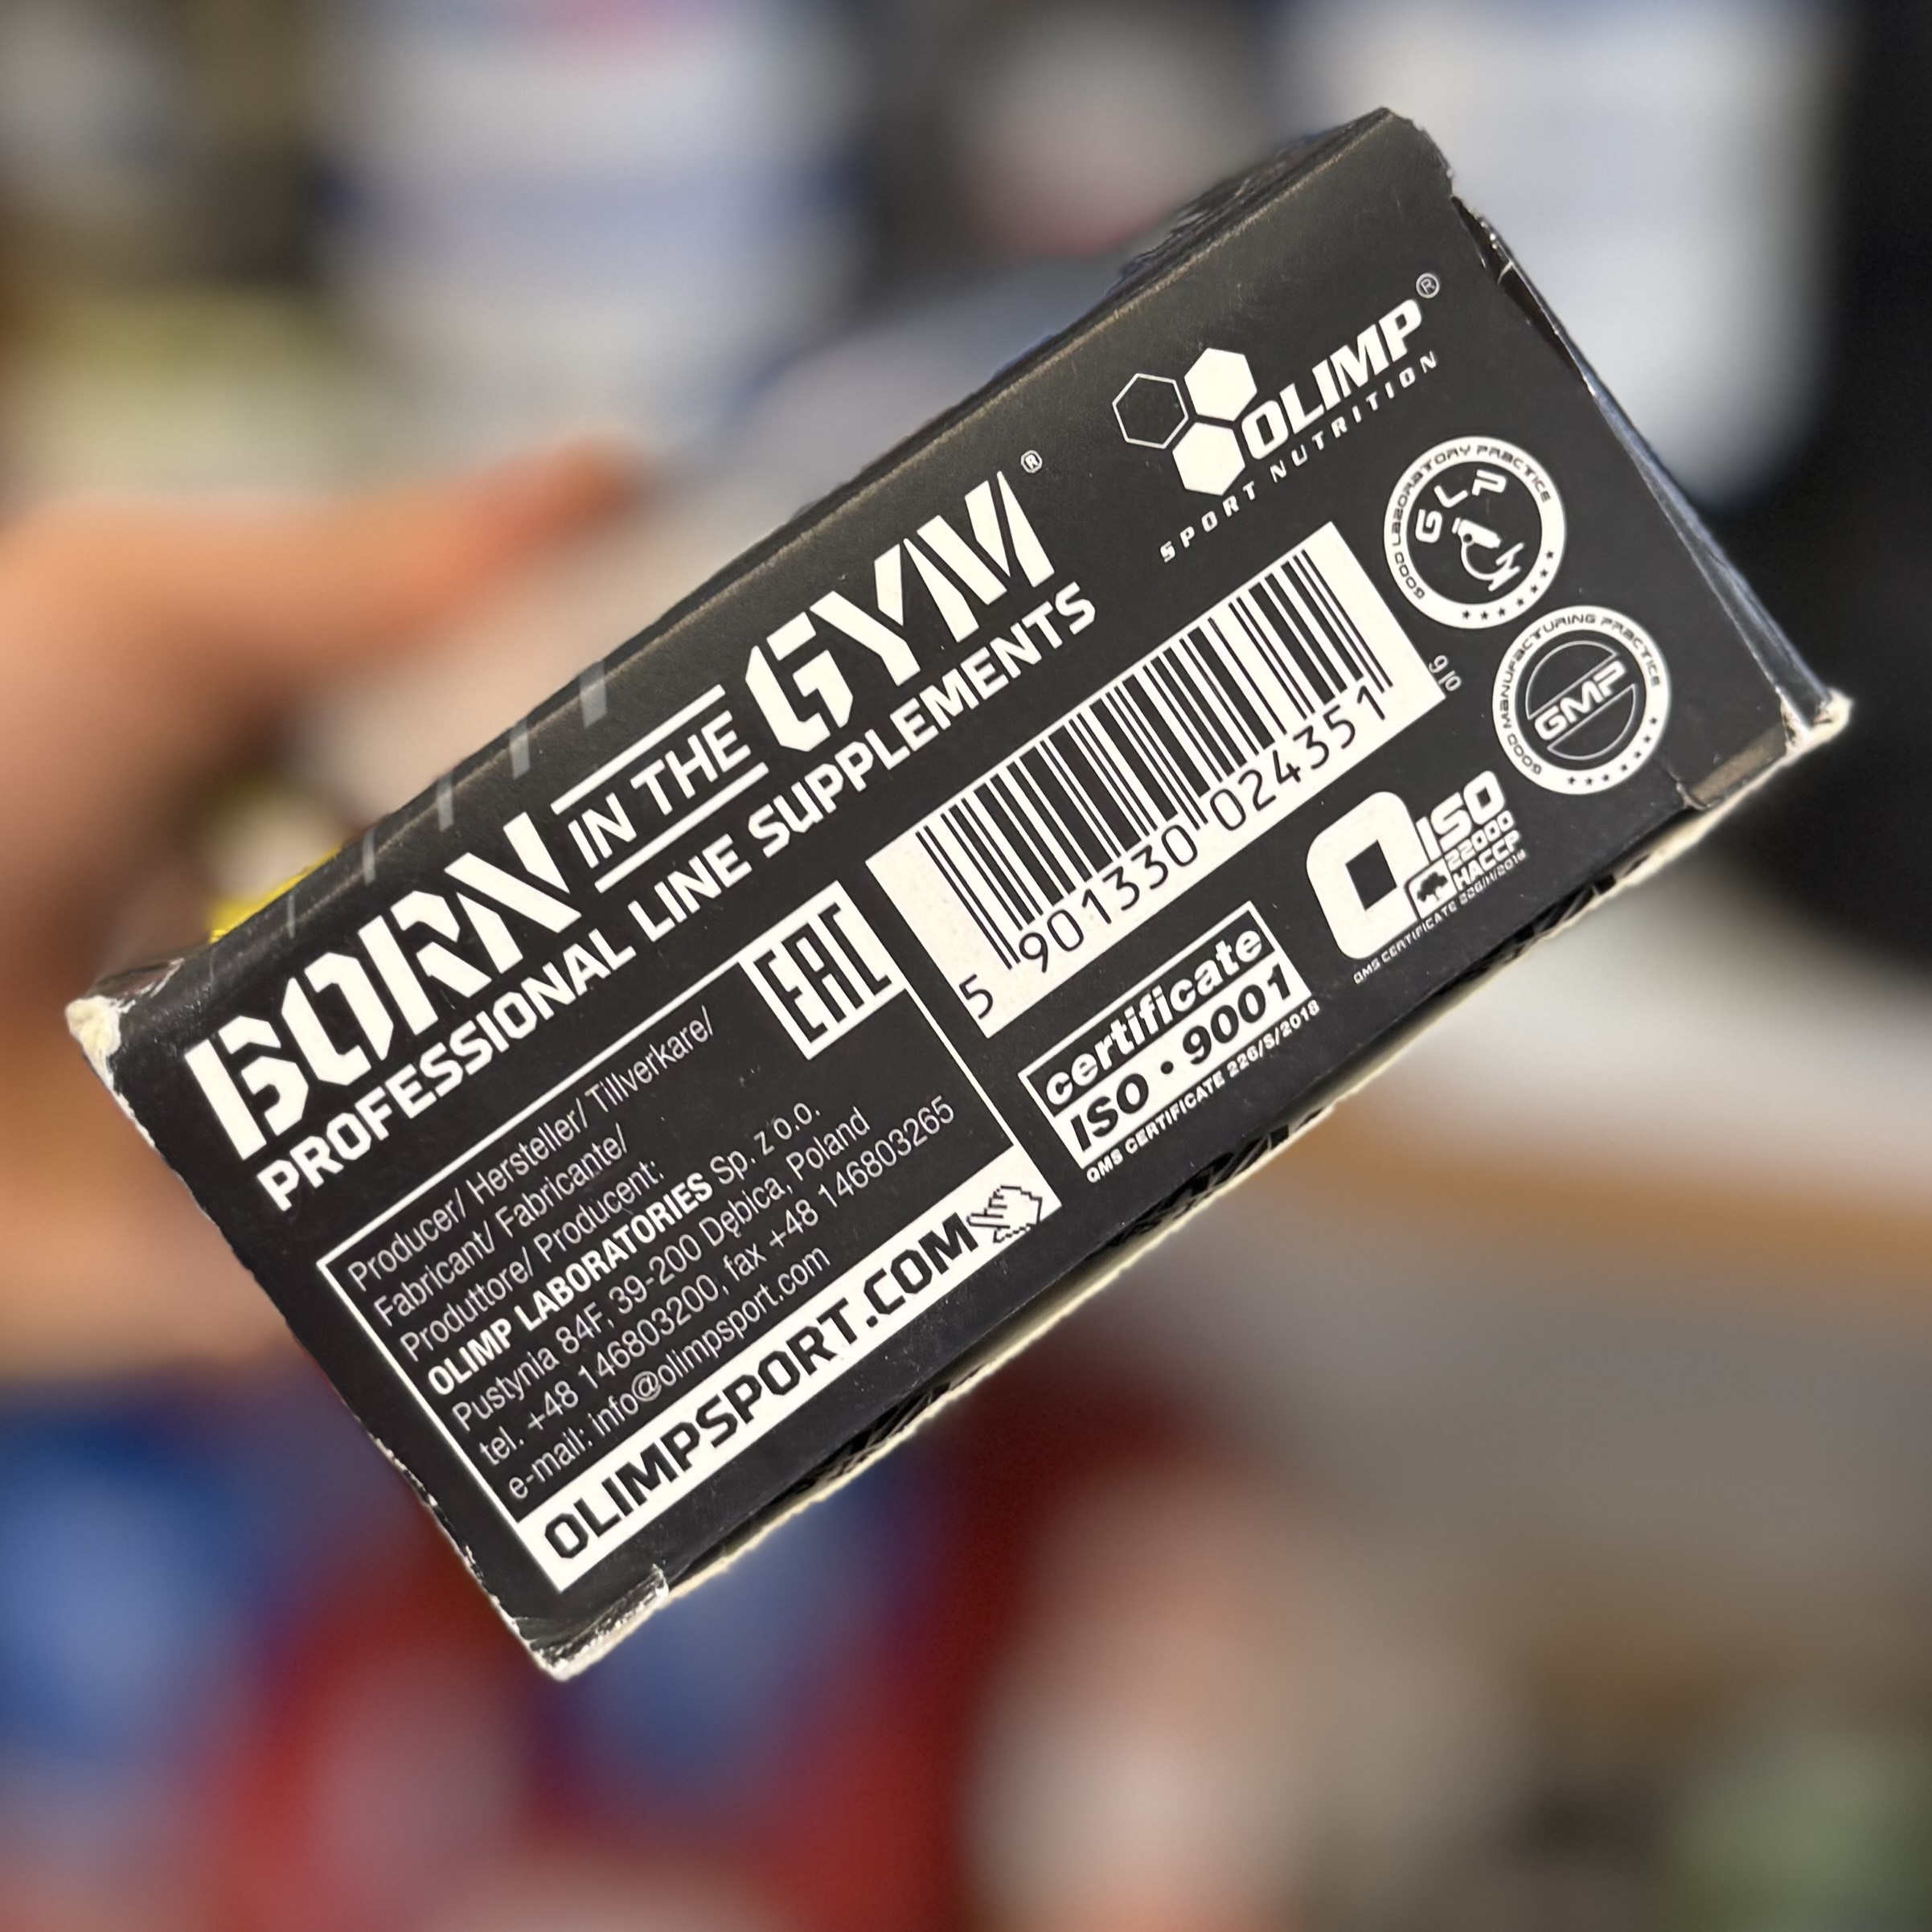 BORN IN THE GYM®
PROFESSIONAL LINE SUPPLEMENTS
OLIMP®
SPORT NUTRITION
EAC
Producer/ Hersteller/ Tillverkare/
Fabricant/ Fabricante/
Produttore/ Producent:
OLIMP LABORATORIES Sp. z o.o.
Pustynia 84F, 39-200 Dębica, Poland
tel. +48 146803200, fax +48 146803265
e-mail: info@olimpsport.com
OLIMPSPORT.COM
5 901330 024351
certificate
ISO • 9001
QMS CERTIFICATE 226/S/2018
GOOD LABORATORY PRACTICE
GLP
GOOD MANUFACTURING PRACTICE
GMP
ISO
22000
HACCP
QMS CERTIFICATE